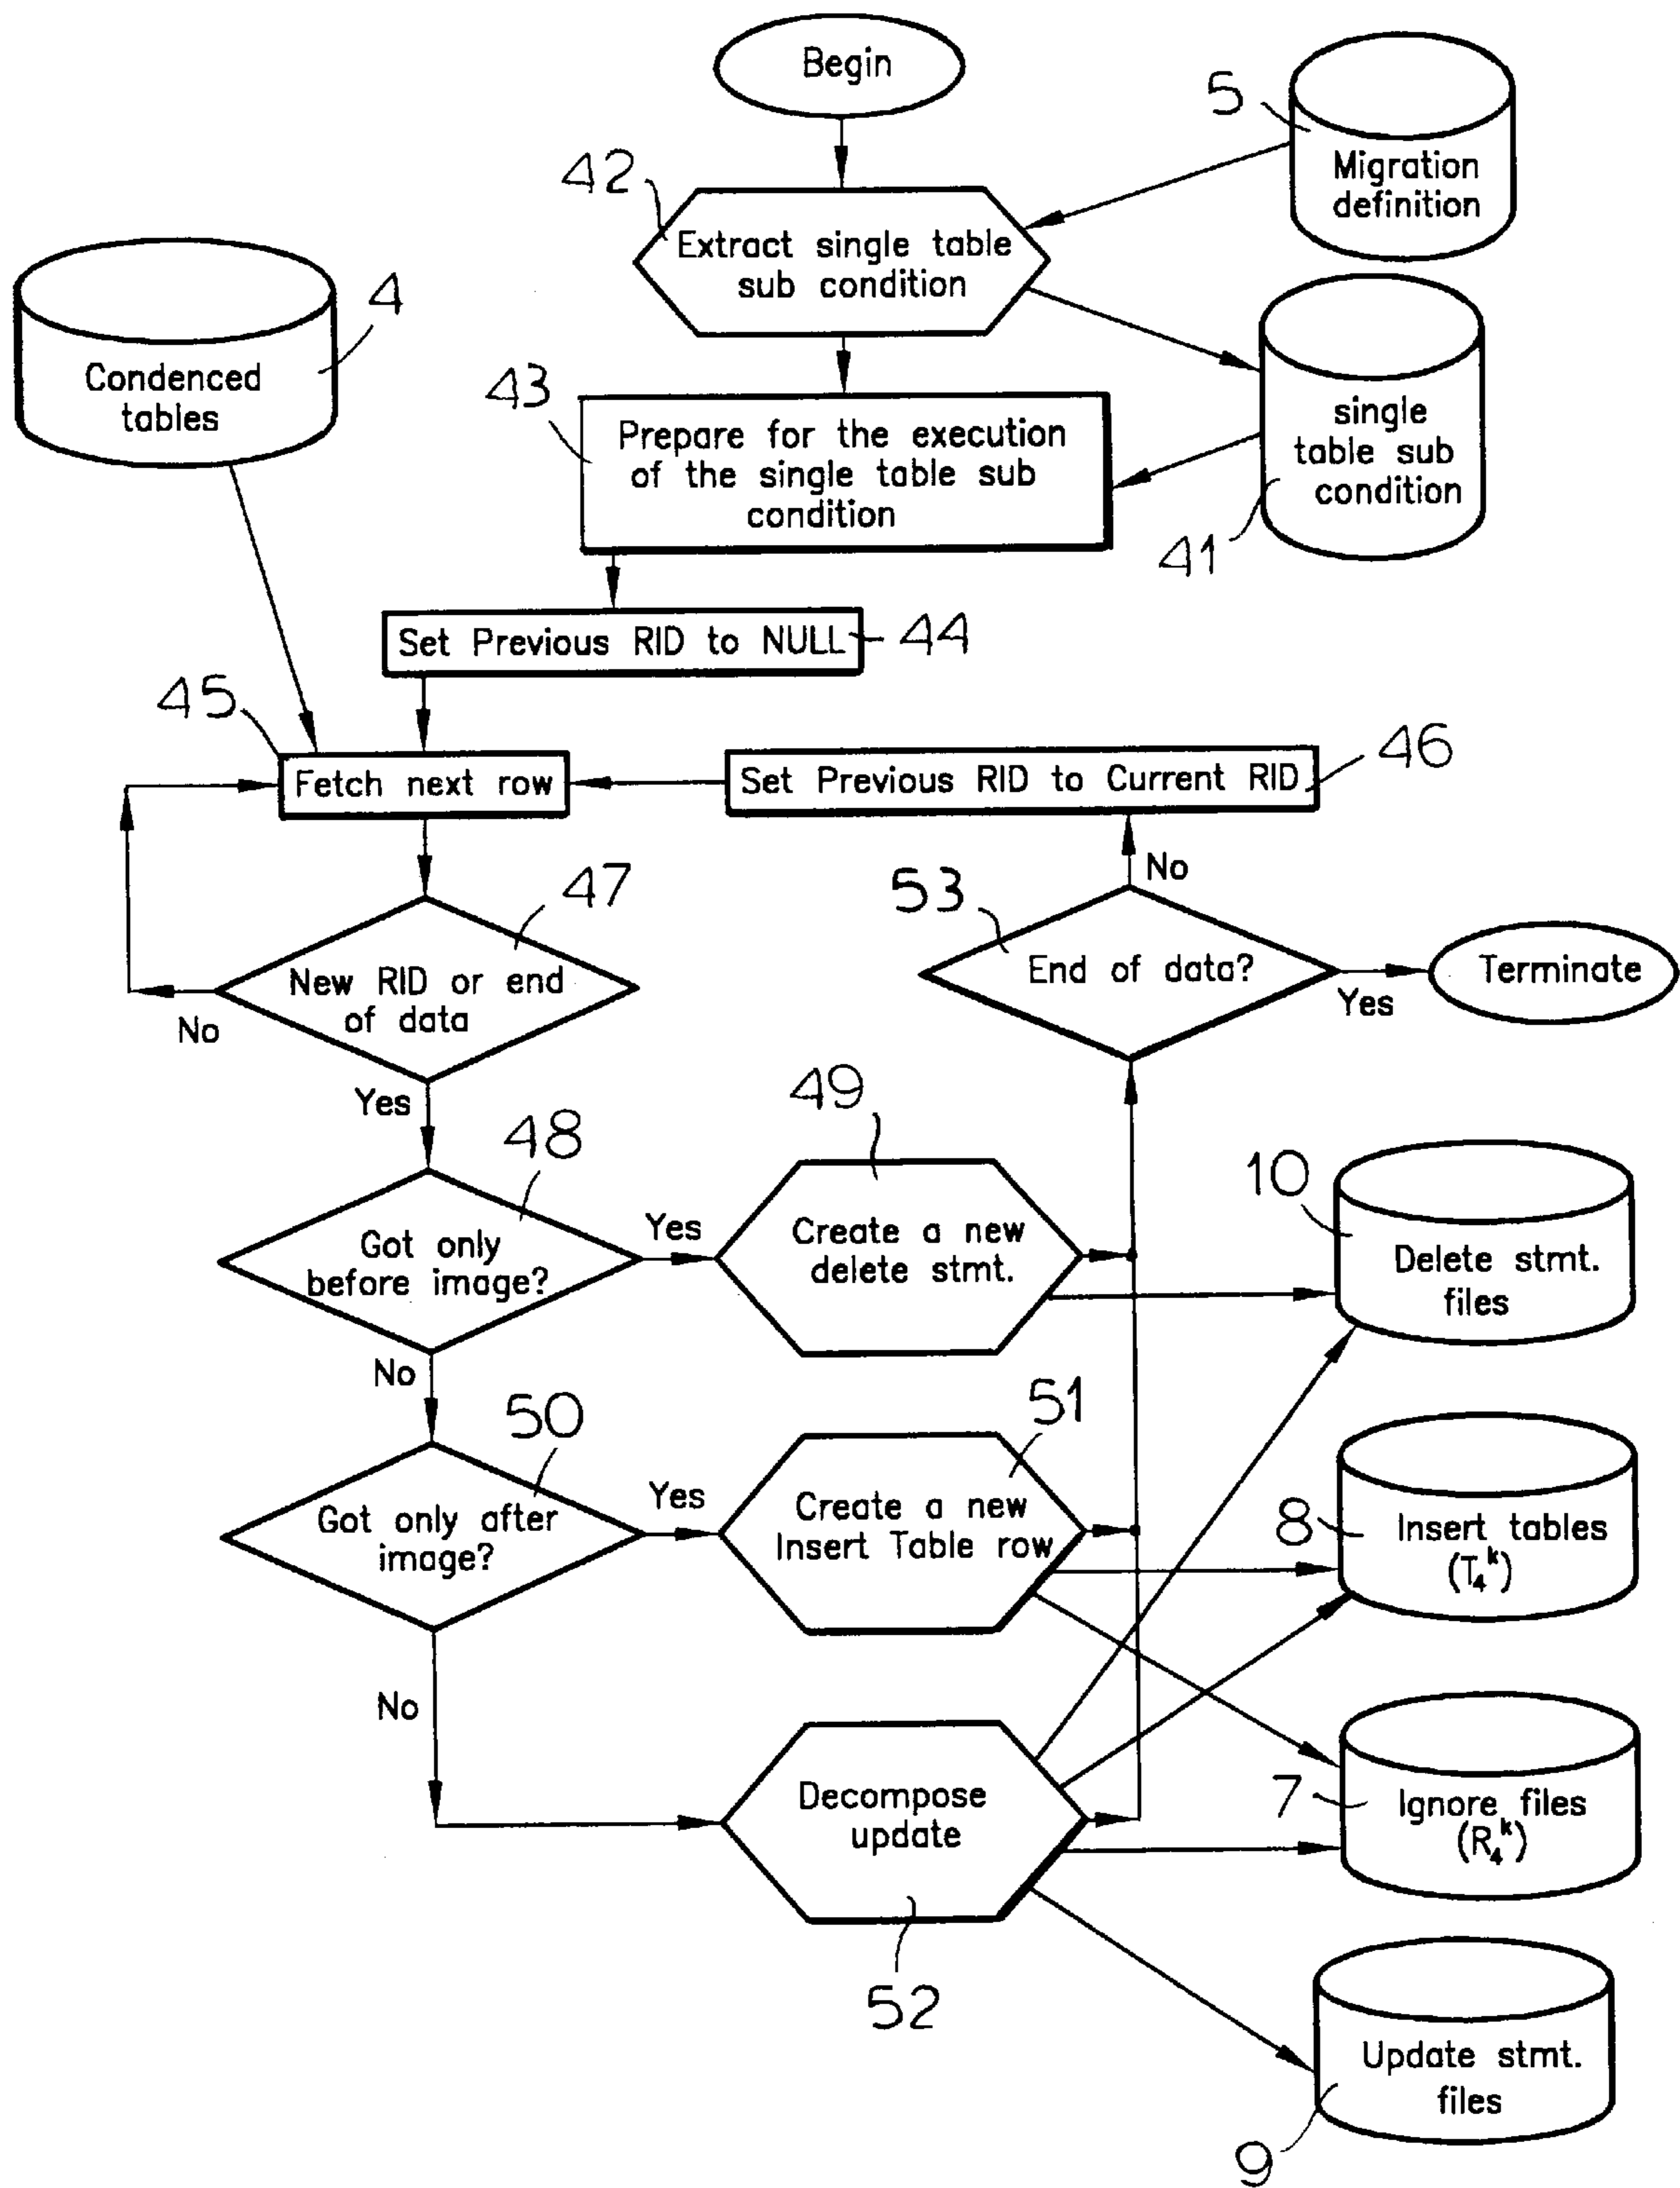 Begin
5
Migration
definition
42
Extract single table
sub condition
4
Condenced
tables
43
Prepare for the execution
of the single table sub
condition
single
table sub
condition
41
Set Previous RID to NULL
44
45
Fetch next row
Set Previous RID to Current RID
46
No
47
New RID or end
of data
No
53
End of data?
Yes
Terminate
Yes
48
Got only
before image?
Yes
49
Create a new
delete stmt.
10
Delete stmt.
files
No
50
Got only after
image?
Yes
51
Create a new
Insert Table row
8
Insert tables
(T₄ᵏ)
No
Decompose
update
52
7
Ignore files
(R₄ᵏ)
Update stmt.
files
9